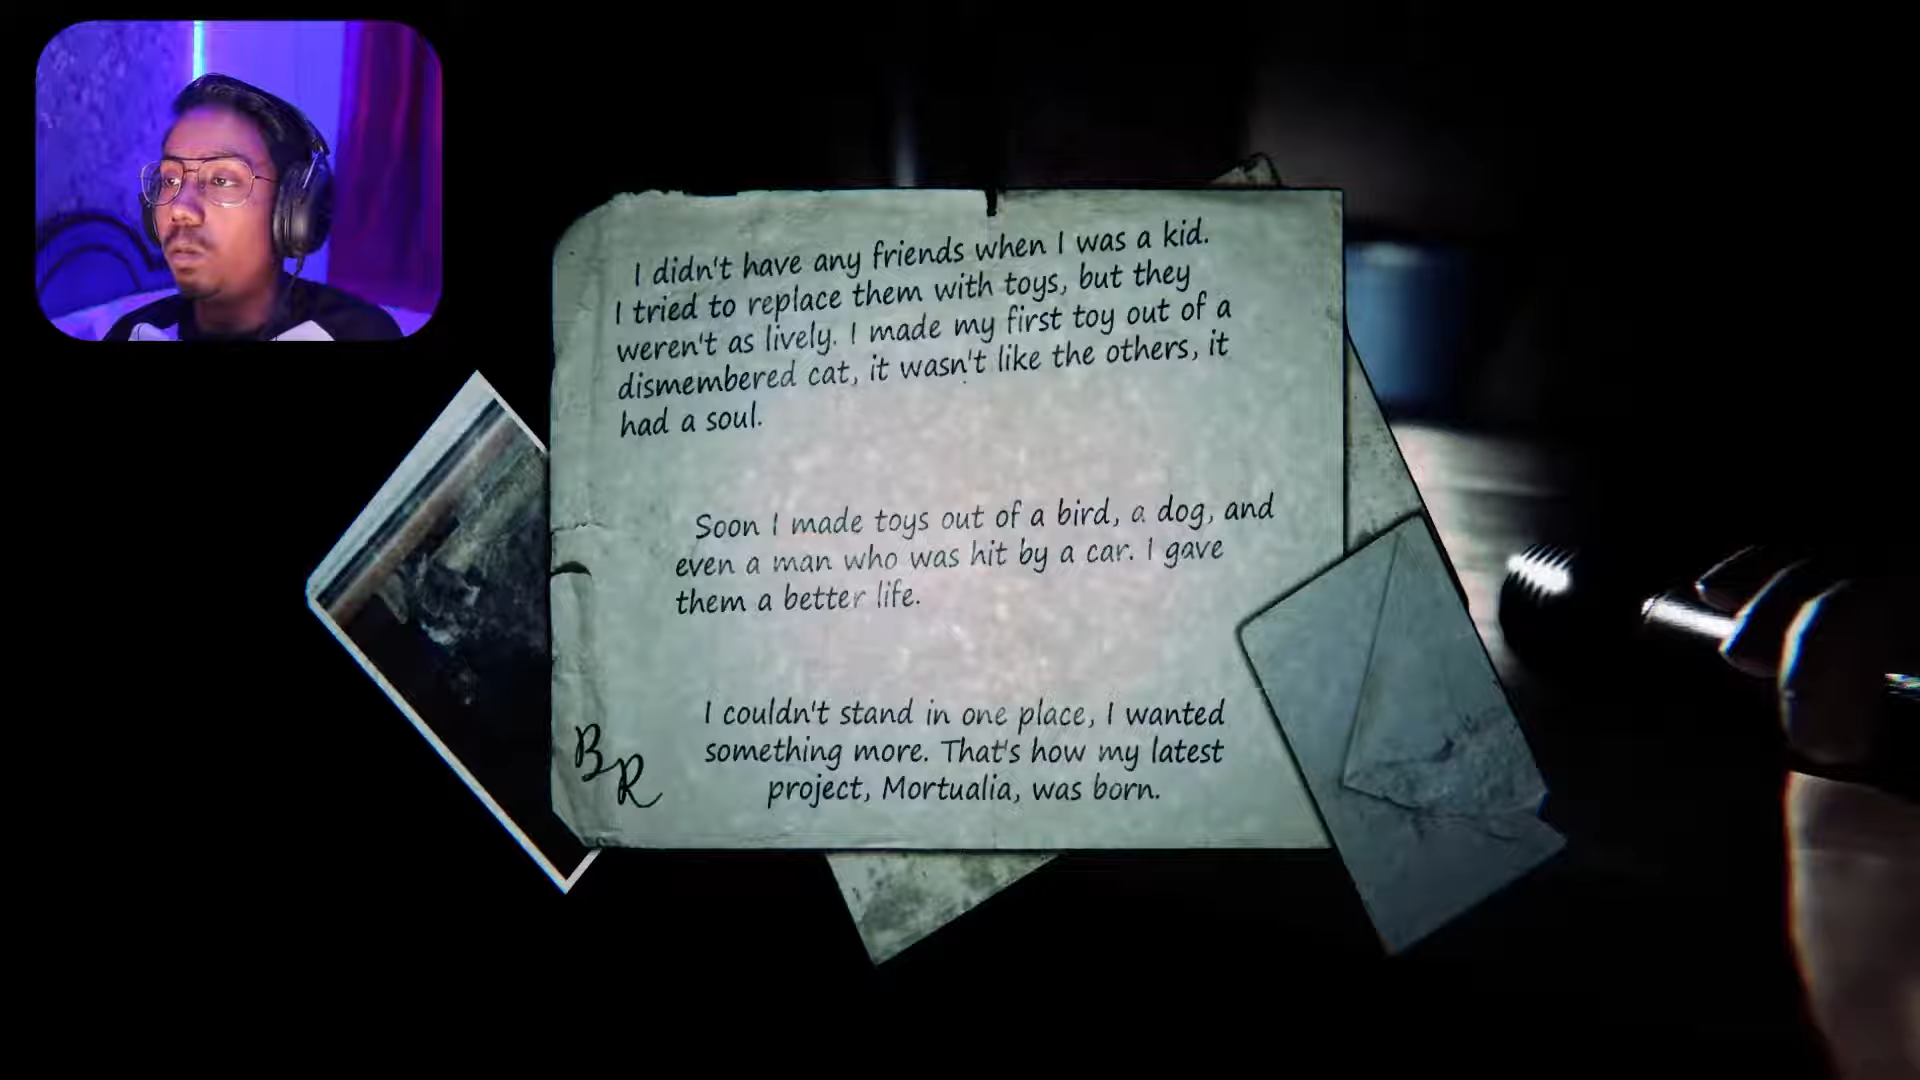 I didn't have any friends when I was a kid.
I tried to replace them with toys, but they
weren't as lively. I made my first toy out of a
dismembered cat, it wasn't like the others, it
had a soul.
Soon I made toys out of a bird, a dog, and
even a man who was hit by a car. I gave
them a better life.
I couldn't stand in one place, I wanted
something more. That's how my latest
project, Mortualia, was born.
BR